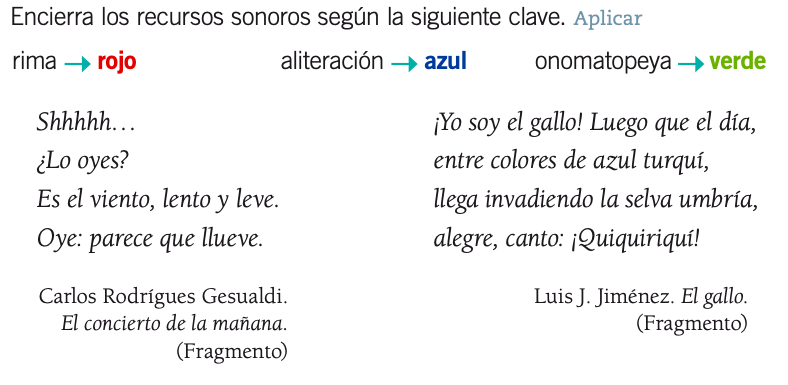 Encierra los recursos sonoros según la siguiente clave. Aplicar
rima → rojo aliteración → azul onomatopeya → verde
Shhhhh...
¿Lo oyes?
Es el viento, lento y leve.
Oye: parece que llueve.
Carlos Rodrígues Gesualdi.
El concierto de la mañana.
(Fragmento)
¡Yo soy el gallo! Luego que el día,
entre colores de azul turquí,
llega invadiendo la selva umbría,
alegre, canto: ¡Quiquiriquí!
Luis J. Jiménez. El gallo.
(Fragmento)